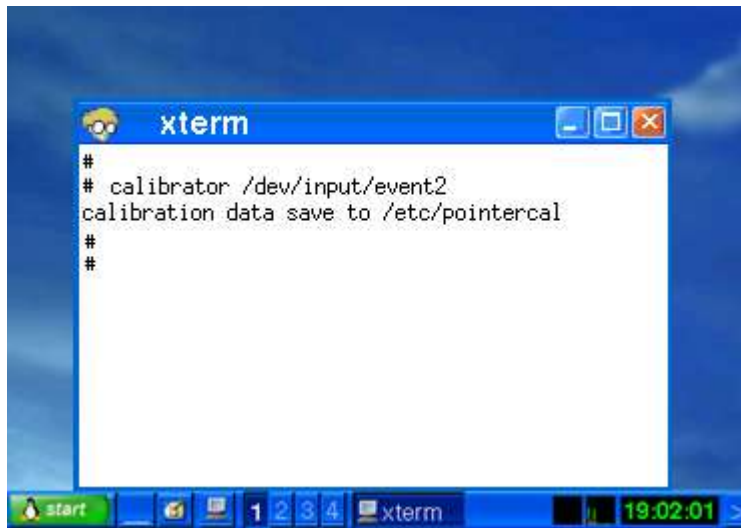 xterm
#
# calibrator /dev/input/event2
calibration data save to /etc/pointercal
#
#
start
1 2 3 4
xterm
19:02:01
>